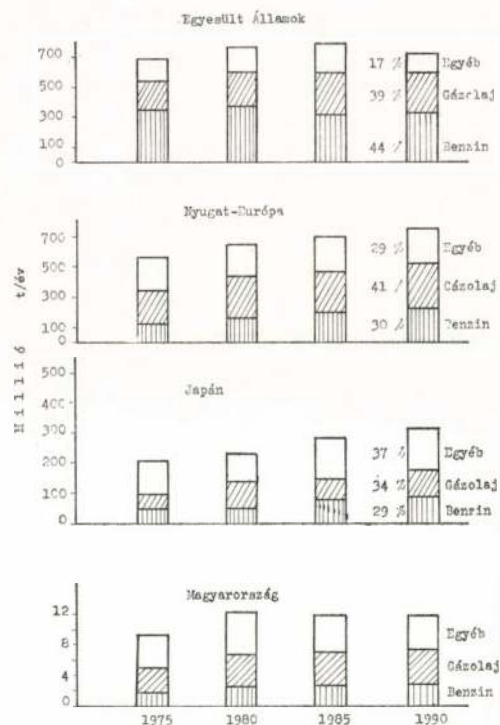 Egyesült Államok
700
500
300
100
0
17 % Egyéb
39 % Gázolaj
44 % Benzin
Nyugat-Európa
700
500
300
100
0
29 % Egyéb
41 % Gázolaj
30 % Benzin
Millió t/év
Japán
500
400
300
200
100
0
37 % Egyéb
34 % Gázolaj
29 % Benzin
Magyarország
12
8
4
0
Egyéb
Gázolaj
Benzin
1975 1980 1985 1990